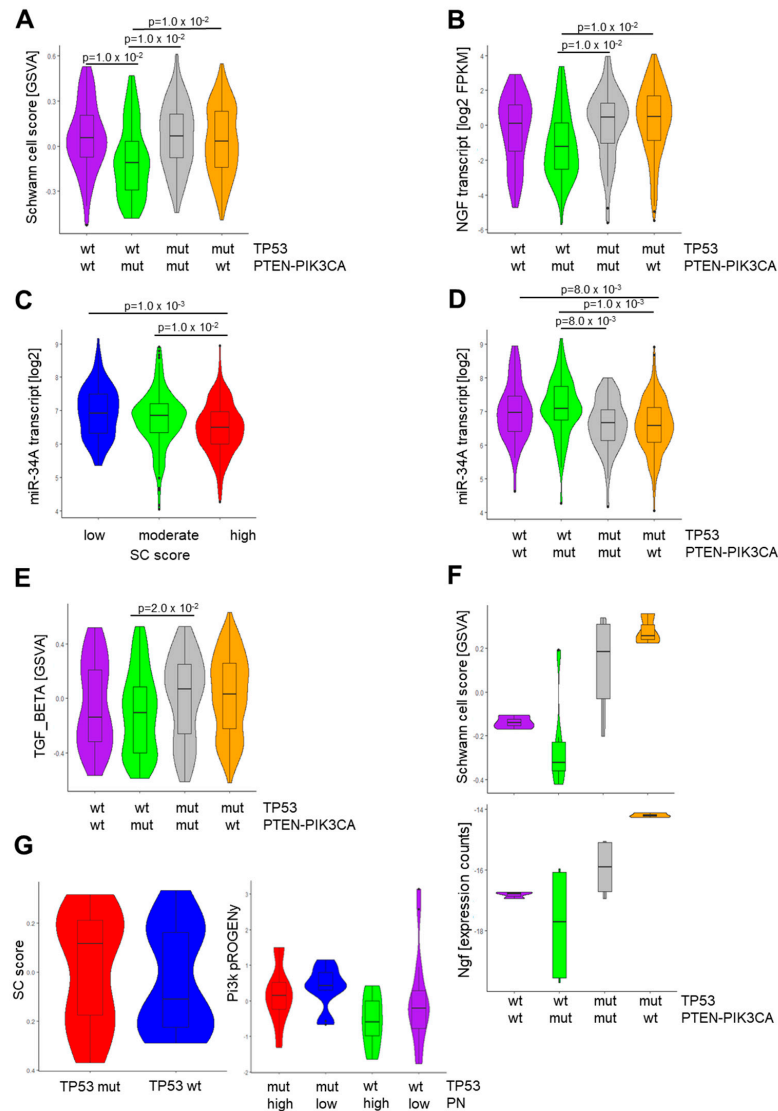 A
p=1.0 x 10-2
p=1.0 x 10-2
p=1.0 x 10-2
Schwann cell score [GSVA]
0.6
0.3
0.0
-0.3
wt wt mut mut TP53
wt mut mut wt PTEN-PIK3CA
B
p=1.0 x 10-2
p=1.0 x 10-2
NGF transcript [log2 FPKM]
4
2
0
-2
-4
-6
wt wt mut mut TP53
wt mut mut wt PTEN-PIK3CA
C
p=1.0 x 10-3
p=1.0 x 10-2
miR-34A transcript [log2]
9
8
7
6
5
4
low moderate high
SC score
D
p=8.0 x 10-3
p=1.0 x 10-3
p=8.0 x 10-3
miR-34A transcript [log2]
9
8
7
6
5
4
wt wt mut mut TP53
wt mut mut wt PTEN-PIK3CA
E
p=2.0 x 10-2
TGF_BETA [GSVA]
0.4
0.0
-0.4
wt wt mut mut TP53
wt mut mut wt PTEN-PIK3CA
F
Schwann cell score [GSVA]
0.2
0.0
-0.2
-0.4
Ngf [expression counts]
-14
-16
-18
wt wt mut mut TP53
wt mut mut wt PTEN-PIK3CA
G
SC score
0.2
0.0
0.2
0.4
TP53 mut TP53 wt
Pi3k pROGENy
3
2
1
0
-1
-2
mut mut wt wt TP53
high low high low PN